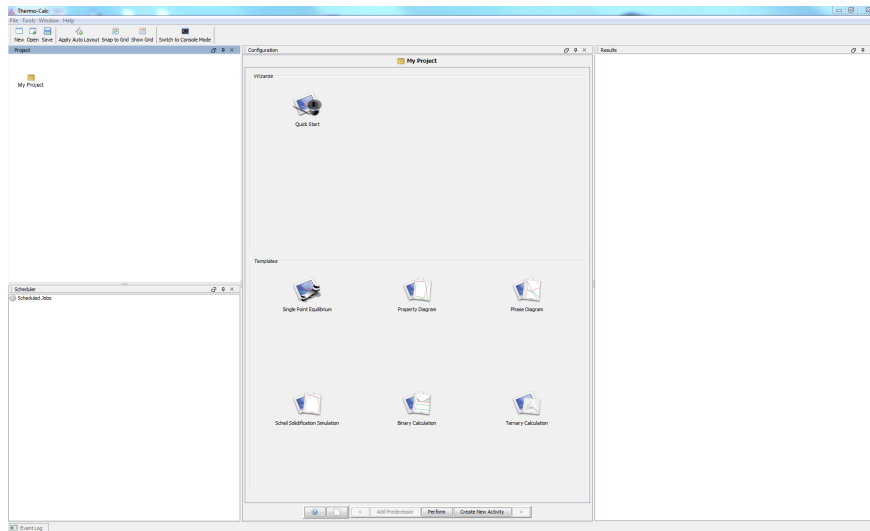 Thermo-Calc
File Tools Window Help
New Open Save Apply Auto Layout Snap to Grid Show Grid Switch to Console Mode
Project
My Project
Scheduler
Scheduled Jobs
Configuration
My Project
Wizards
Quick Start
Templates
Single Point Equilibrium Property Diagram Phase Diagram
Scheil Solidification Simulation Binary Calculation Ternary Calculation
< Add Predecessor Perform Create New Activity >
Results
Event Log